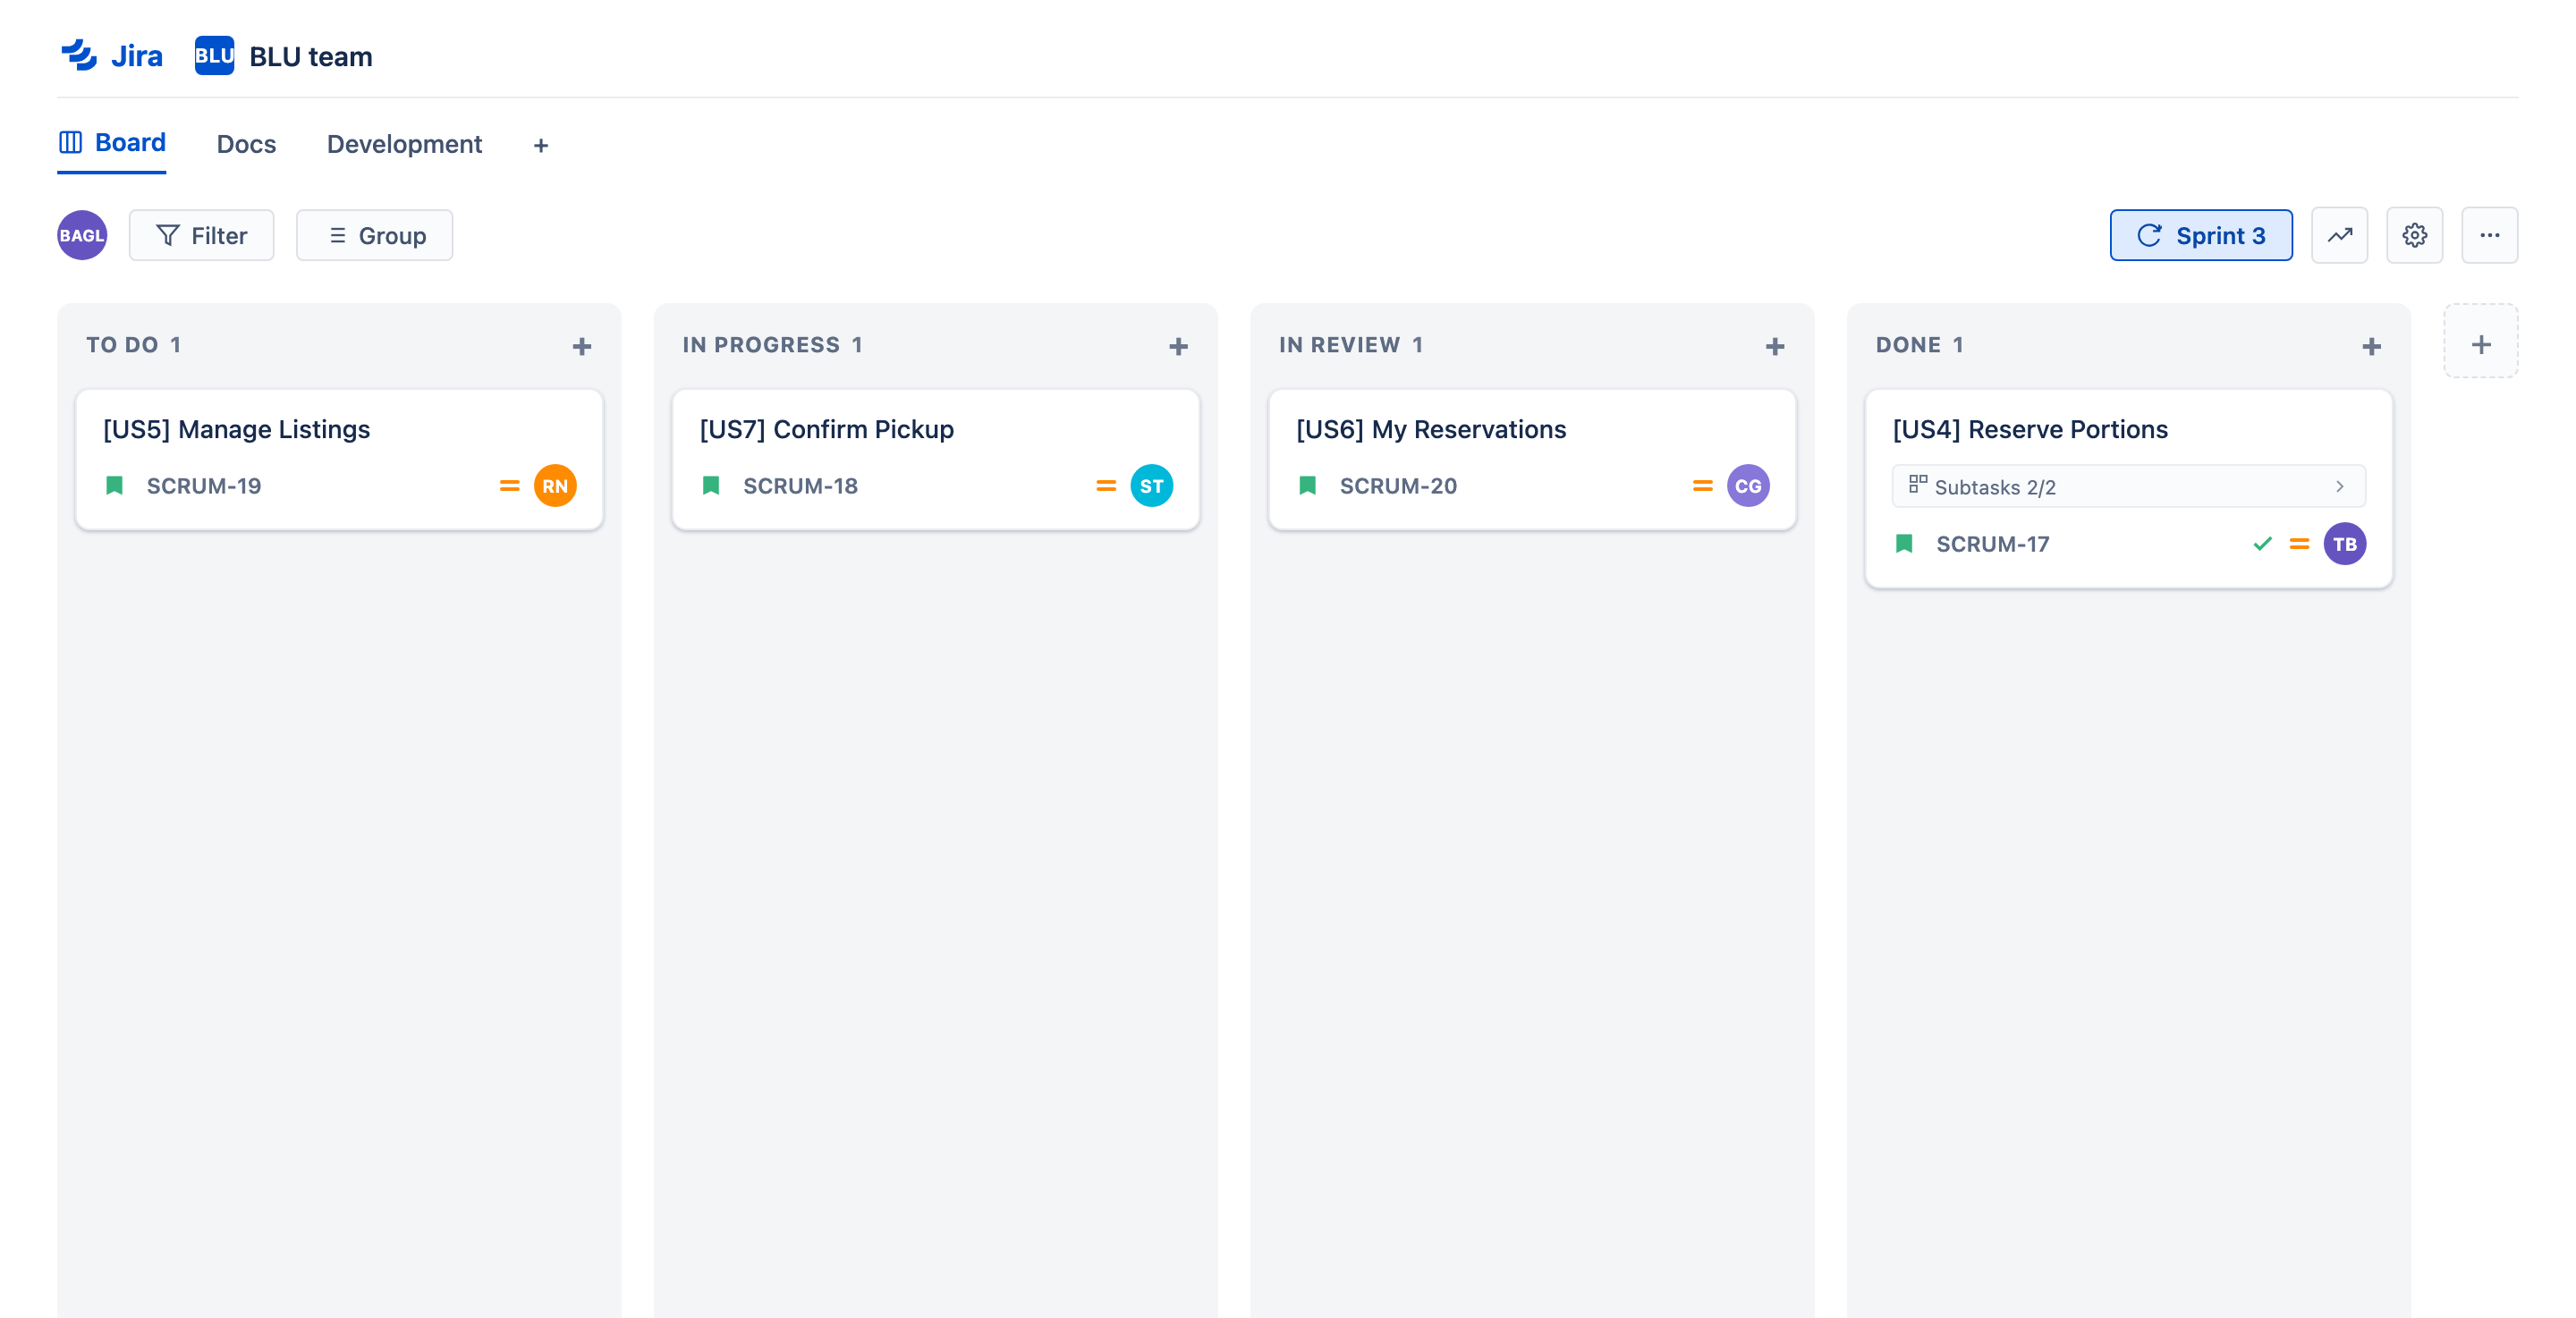 Jira BLU BLU team
Board Docs Development +
BAGL Filter Group Sprint 3
TO DO 1
[US5] Manage Listings
SCRUM-19 RN
IN PROGRESS 1
[US7] Confirm Pickup
SCRUM-18 ST
IN REVIEW 1
[US6] My Reservations
SCRUM-20 CG
DONE 1
[US4] Reserve Portions
Subtasks 2/2
SCRUM-17 TB